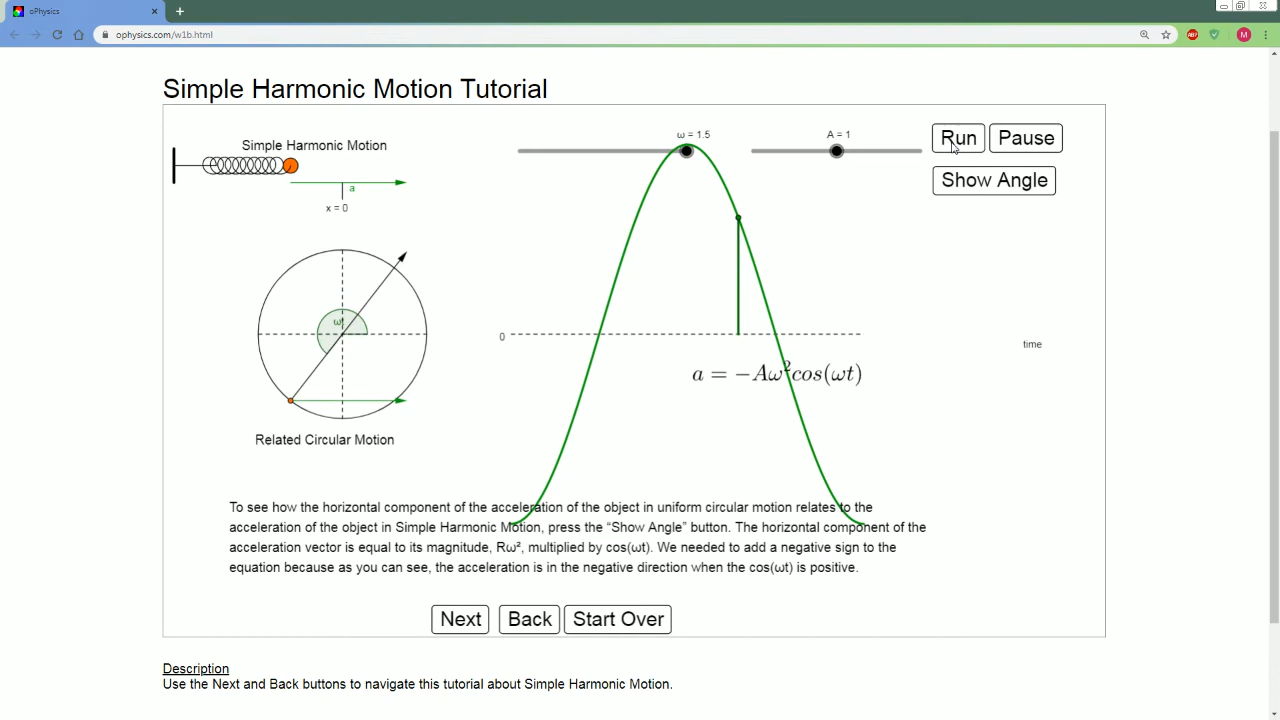 oPhysics
ophysics.com/w1b.html
M
Simple Harmonic Motion Tutorial
Simple Harmonic Motion
ω = 1.5
A = 1
Run
Pause
Show Angle
a
x = 0
ωt
0
time
a = −Aω²cos(ωt)
Related Circular Motion
To see how the horizontal component of the acceleration of the object in uniform circular motion relates to the
acceleration of the object in Simple Harmonic Motion, press the “Show Angle” button. The horizontal component of the
acceleration vector is equal to its magnitude, Rω², multiplied by cos(ωt). We needed to add a negative sign to the
equation because as you can see, the acceleration is in the negative direction when the cos(ωt) is positive.
Next
Back
Start Over
Description
Use the Next and Back buttons to navigate this tutorial about Simple Harmonic Motion.